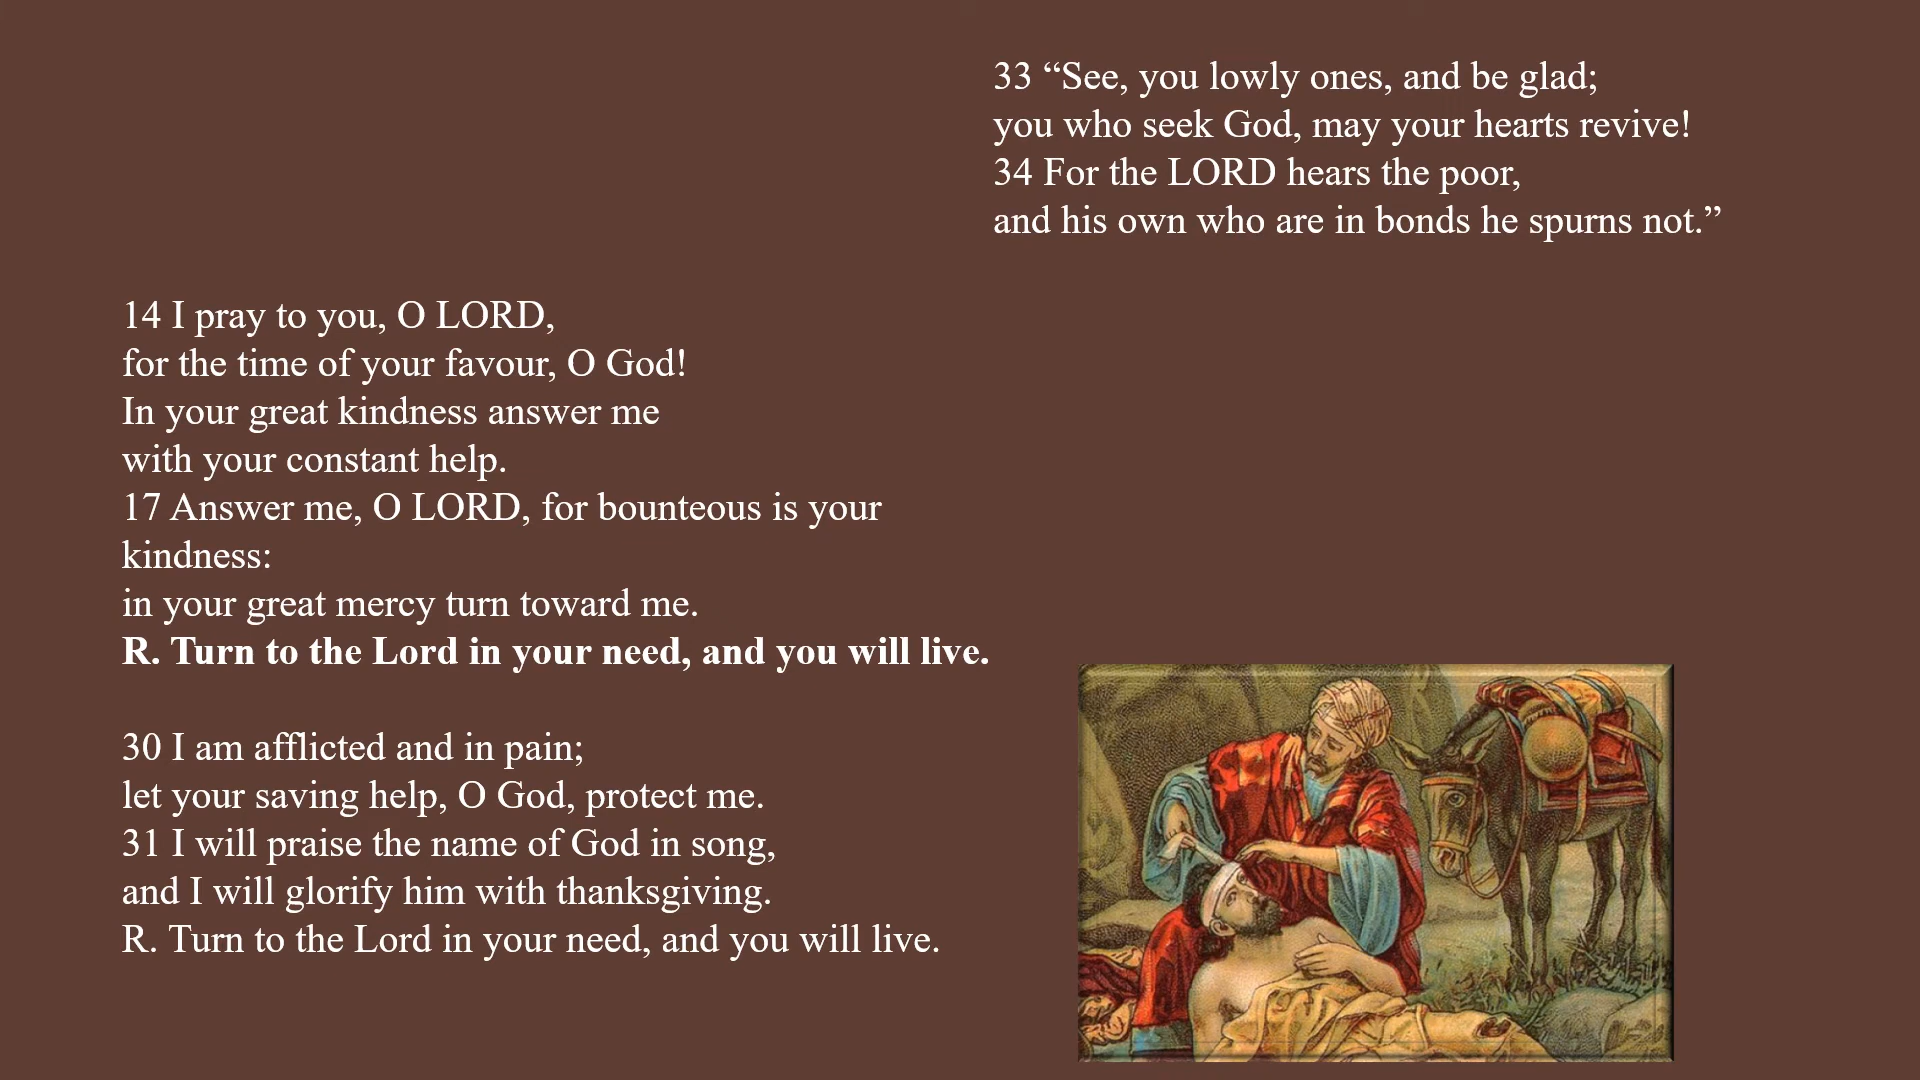 14 I pray to you, O LORD,
for the time of your favour, O God!
In your great kindness answer me
with your constant help.
17 Answer me, O LORD, for bounteous is your
kindness:
in your great mercy turn toward me.
R. Turn to the Lord in your need, and you will live.
30 I am afflicted and in pain;
let your saving help, O God, protect me.
31 I will praise the name of God in song,
and I will glorify him with thanksgiving.
R. Turn to the Lord in your need, and you will live.
33 “See, you lowly ones, and be glad;
you who seek God, may your hearts revive!
34 For the LORD hears the poor,
and his own who are in bonds he spurns not.”